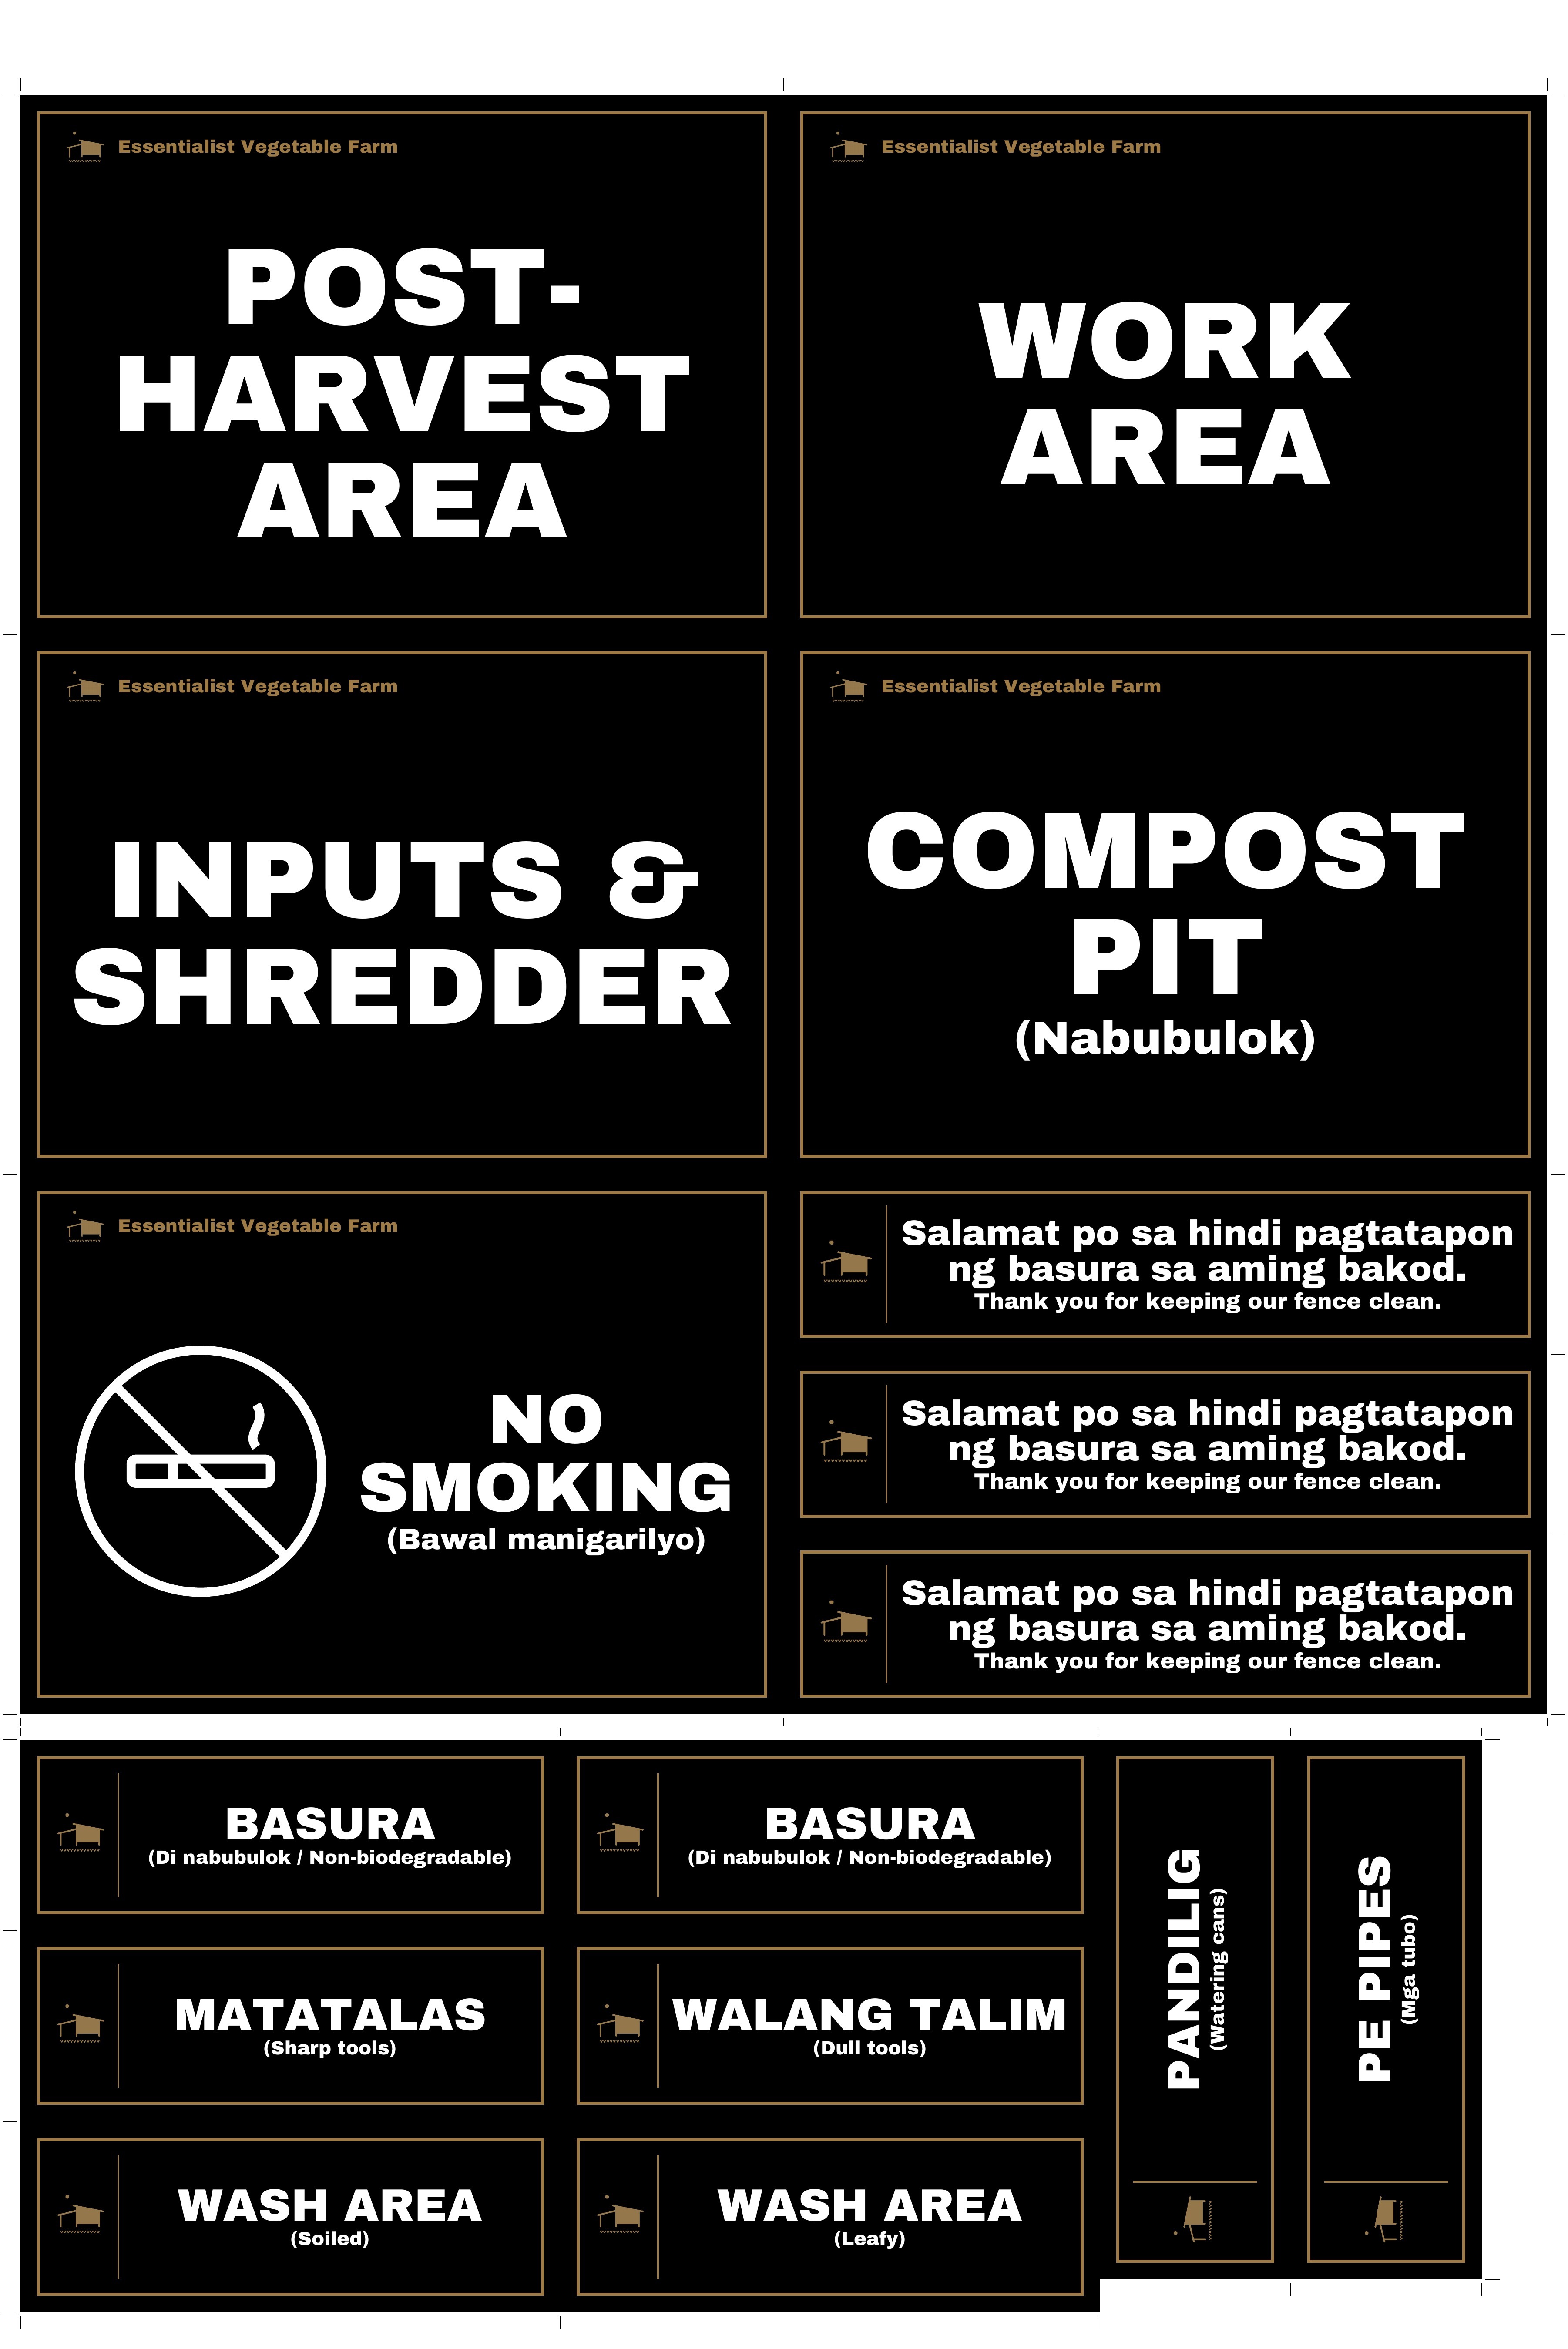 Essentialist Vegetable Farm
POST-
HARVEST
AREA
Essentialist Vegetable Farm
WORK
AREA
Essentialist Vegetable Farm
INPUTS &
SHREDDER
Essentialist Vegetable Farm
COMPOST
PIT
(Nabubulok)
Essentialist Vegetable Farm
NO
SMOKING
(Bawal manigarilyo)
Salamat po sa hindi pagtatapon
ng basura sa aming bakod.
Thank you for keeping our fence clean.
Salamat po sa hindi pagtatapon
ng basura sa aming bakod.
Thank you for keeping our fence clean.
Salamat po sa hindi pagtatapon
ng basura sa aming bakod.
Thank you for keeping our fence clean.
BASURA
(Di nabubulok / Non-biodegradable)
BASURA
(Di nabubulok / Non-biodegradable)
MATATALAS
(Sharp tools)
WALANG TALIM
(Dull tools)
WASH AREA
(Soiled)
WASH AREA
(Leafy)
PANDILIG
(Watering cans)
PE PIPES
(Mga tubo)